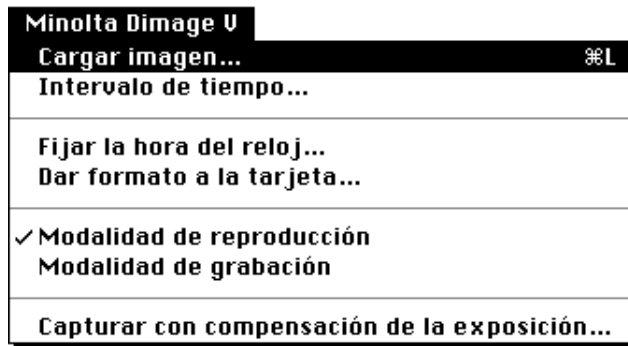 Minolta Dimage V
Cargar imagen... ⌘L
Intervalo de tiempo...
Fijar la hora del reloj...
Dar formato a la tarjeta...
✓Modalidad de reproducción
Modalidad de grabación
Capturar con compensación de la exposición...